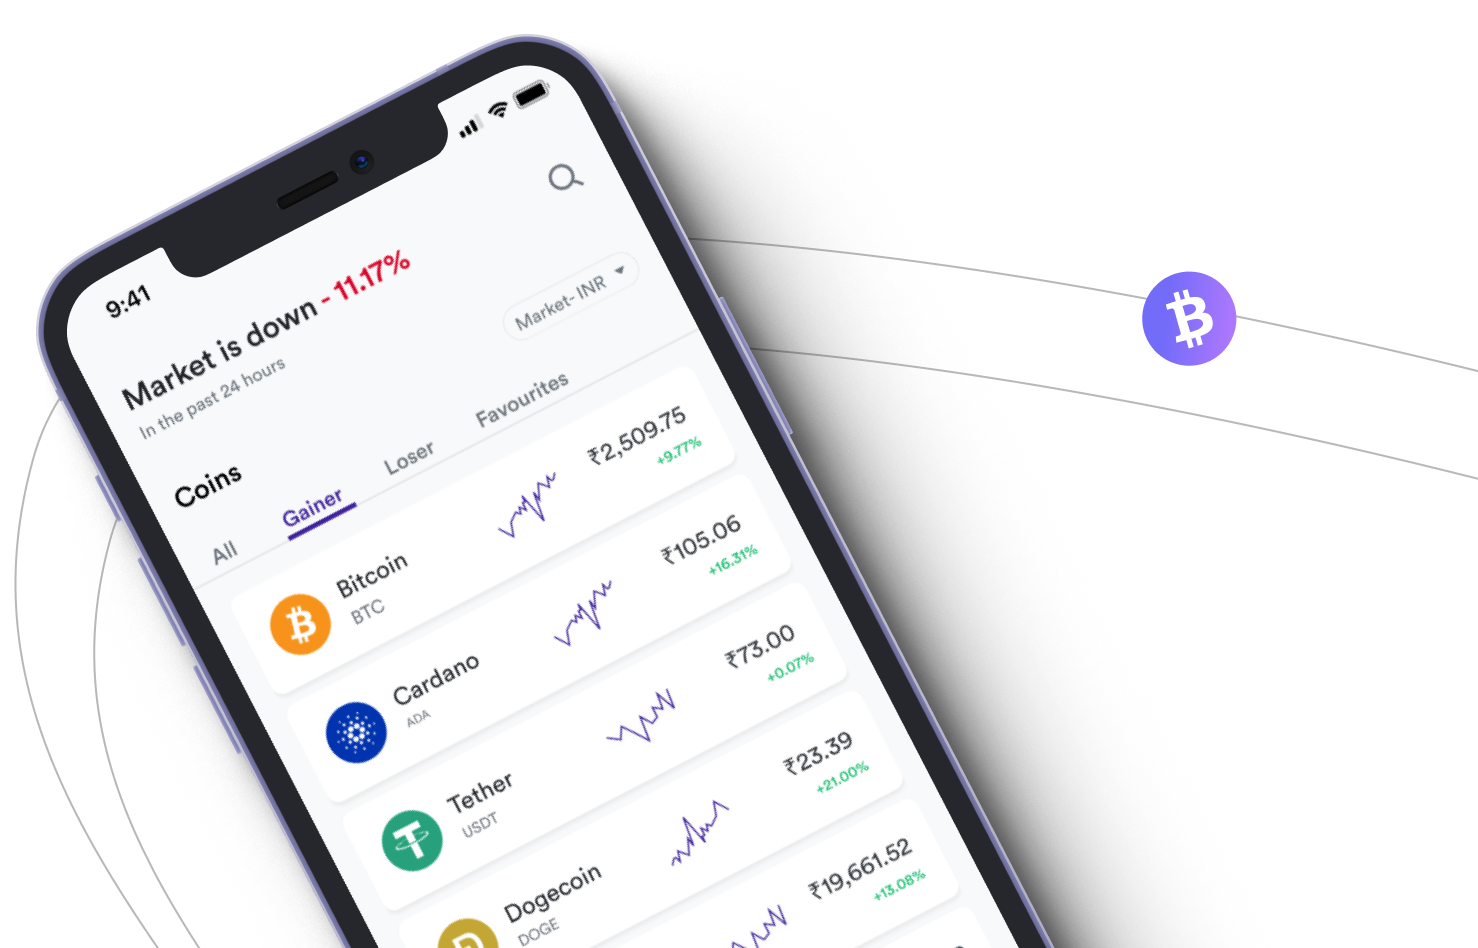 9:41
Market is down - 11.17%
In the past 24 hours
Market- INR
Coins
All Gainer Loser Favourites
Bitcoin ₹2,509.75
BTC +9.77%
Cardano ₹105.06
ADA +16.31%
Tether ₹73.00
USDT +0.07%
Dogecoin ₹23.39
DOGE +21.00%
₹19,661.52
+13.08%